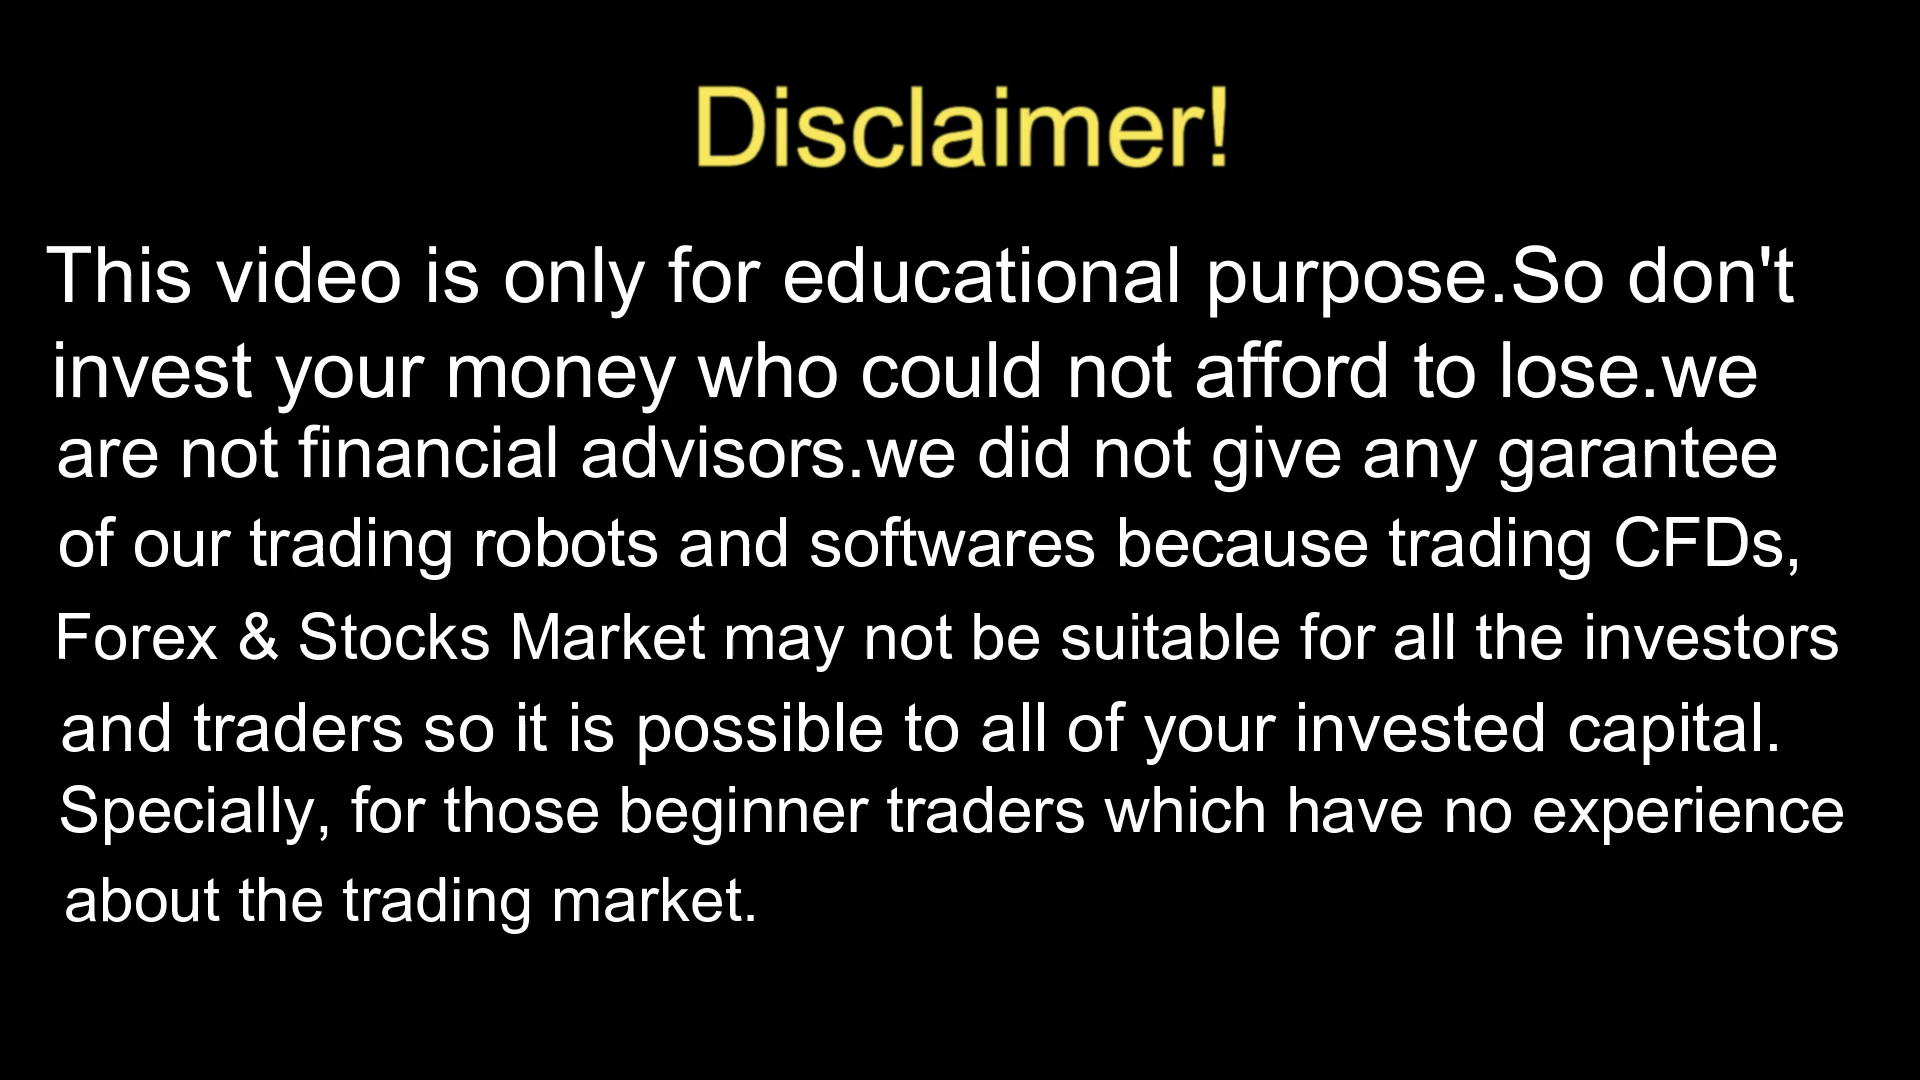 Disclaimer!
This video is only for educational purpose.So don't
invest your money who could not afford to lose.we
are not financial advisors.we did not give any garantee
of our trading robots and softwares because trading CFDs,
Forex & Stocks Market may not be suitable for all the investors
and traders so it is possible to all of your invested capital.
Specially, for those beginner traders which have no experience
about the trading market.